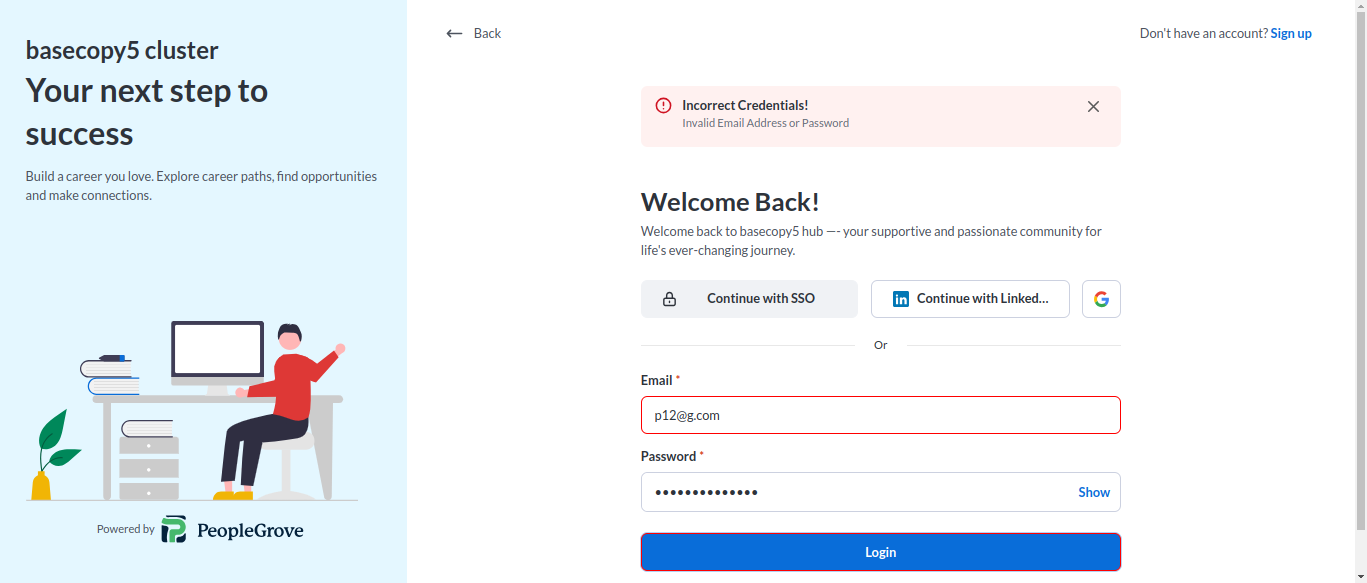 basecopy5 cluster
Your next step to
success
Build a career you love. Explore career paths, find opportunities
and make connections.
Powered by PeopleGrove
Back
Don't have an account? Sign up
Incorrect Credentials!
Invalid Email Address or Password
Welcome Back!
Welcome back to basecopy5 hub —- your supportive and passionate community for
life's ever-changing journey.
Continue with SSO
Continue with Linked...
Or
Email *
p12@g.com
Password *
••••••••••••••
Show
Login